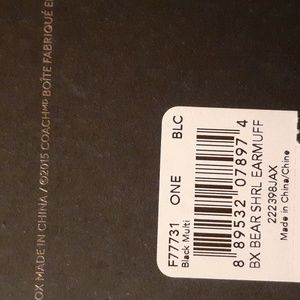 OX MADE IN CHINA / ©2015 COACHᴹᴰ BOÎTE FABRIQUÉ E
F77731 ONE BLC
Black Multi
8 89532 07897 4
BX BEAR SHRL EARMUFF
222398JAX
Made in China/Chine